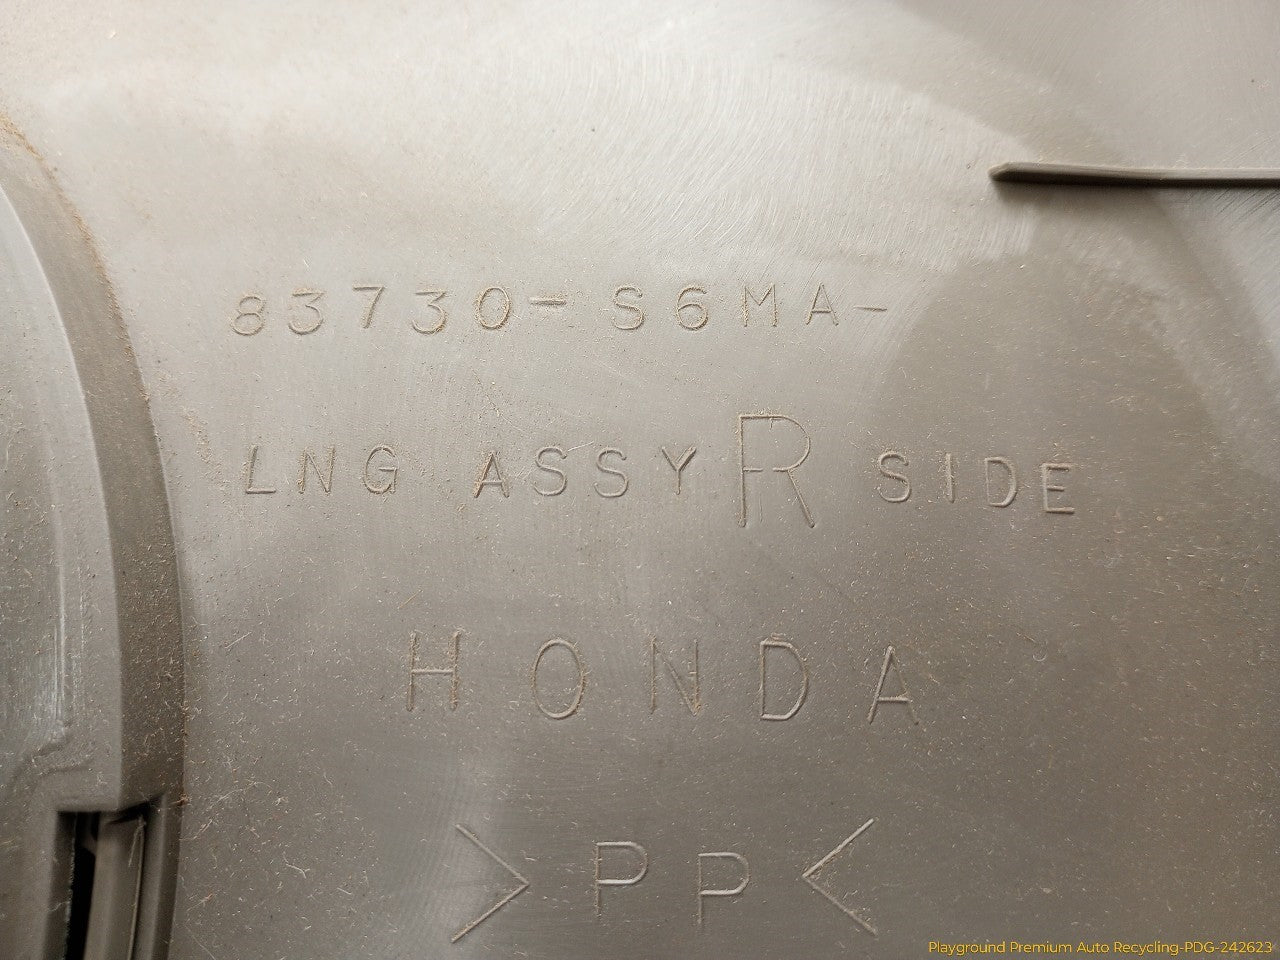 83730-S6MA-
LNG ASSY R SIDE
HONDA
>PP<
Playground Premium Auto Recycling-PDG-242623